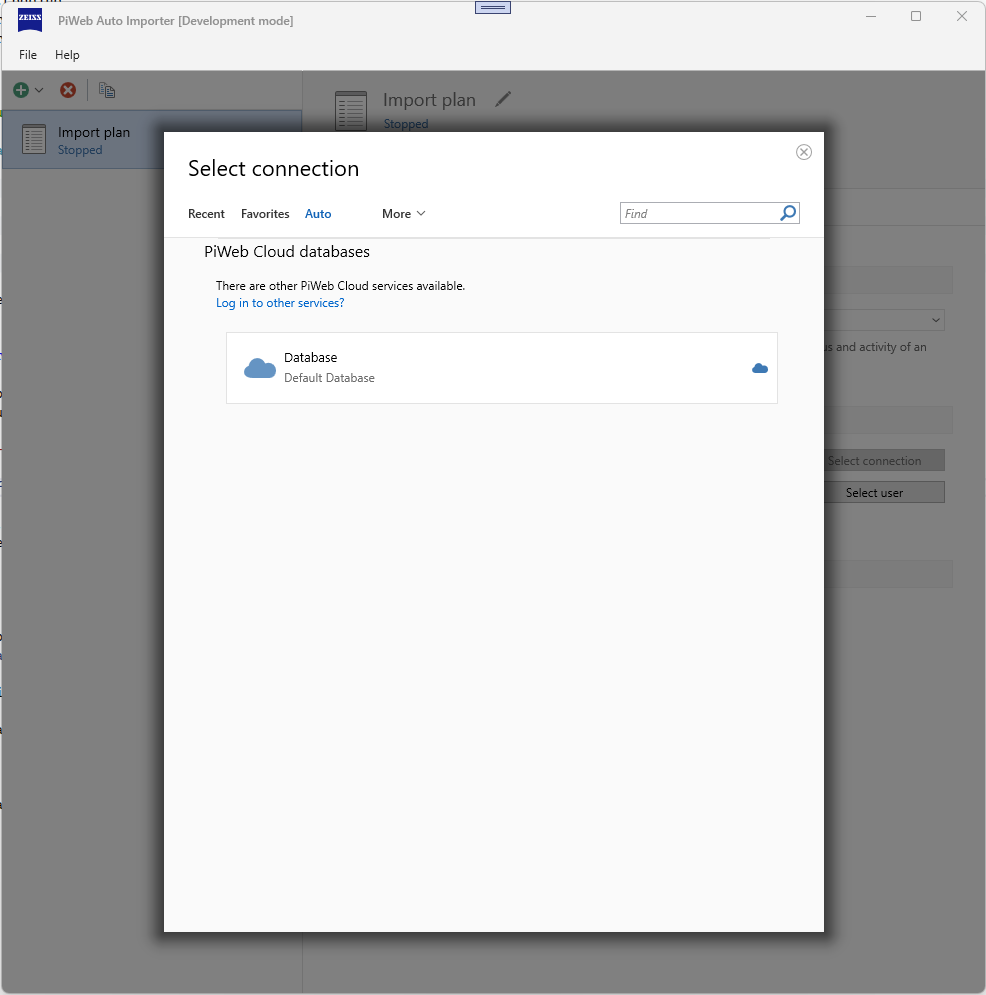 ZEISS
PiWeb Auto Importer [Development mode]
File Help
Import plan
Stopped
Import plan
Stopped
Select connection
Recent Favorites Auto More
Find
PiWeb Cloud databases
There are other PiWeb Cloud services available.
Log in to other services?
Database
Default Database
and activity of an
Select connection
Select user